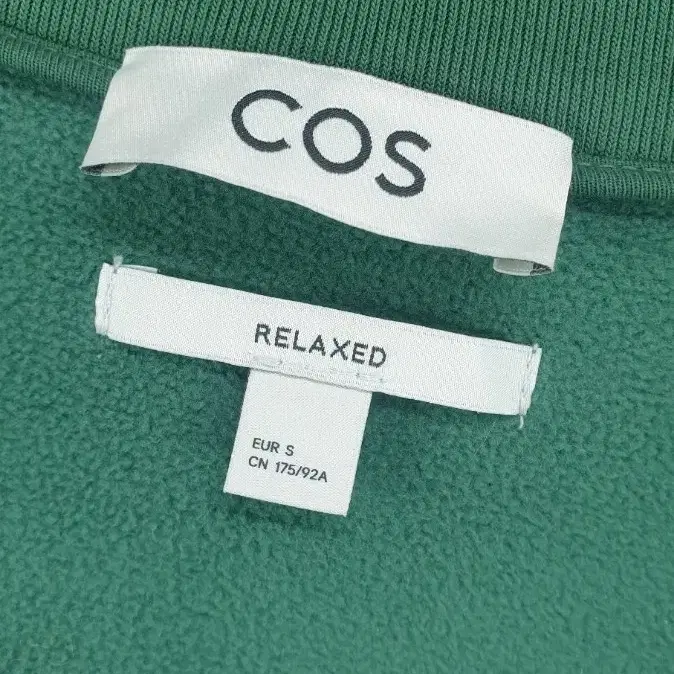 COS
RELAXED
EUR S
CN 175/92A